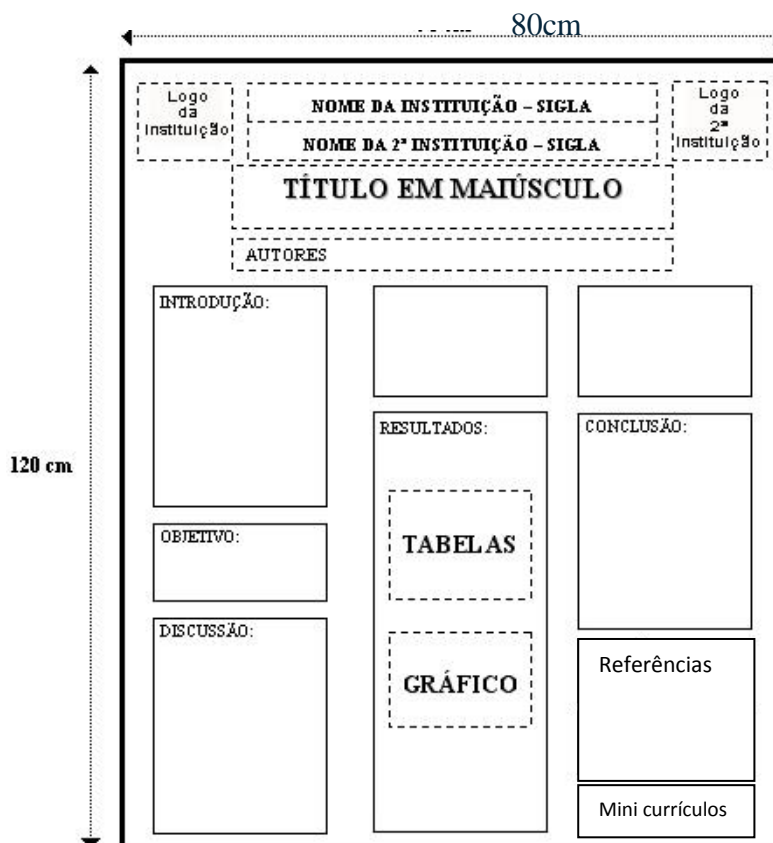 80cm
Logo
da
Instituição
NOME DA INSTITUIÇÃO – SIGLA
NOME DA 2ª INSTITUIÇÃO – SIGLA
Logo
da
2ª
Instituição
TÍTULO EM MAIÚSCULO
AUTORES
INTRODUÇÃO:
OBJETIVO:
DISCUSSÃO:
RESULTADOS:
TABELAS
GRÁFICO
CONCLUSÃO:
Referências
Mini currículos
120 cm